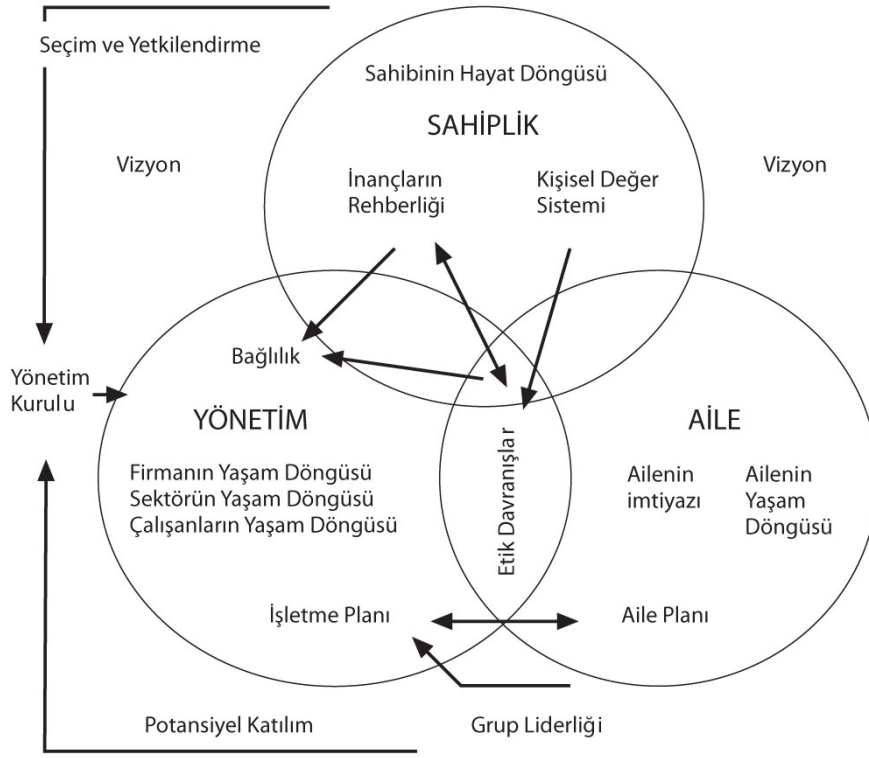 Seçim ve Yetkilendirme
Sahibinin Hayat Döngüsü
SAHİPLİK
Vizyon
Vizyon
İnançların
Rehberliği
Kişisel Değer
Sistemi
Bağlılık
Yönetim
Kurulu
YÖNETİM
AİLE
Firmanın Yaşam Döngüsü
Sektörün Yaşam Döngüsü
Çalışanların Yaşam Döngüsü
Etik Davranışlar
Ailenin
imtiyazı
Ailenin
Yaşam
Döngüsü
İşletme Planı
Aile Planı
Potansiyel Katılım
Grup Liderliği